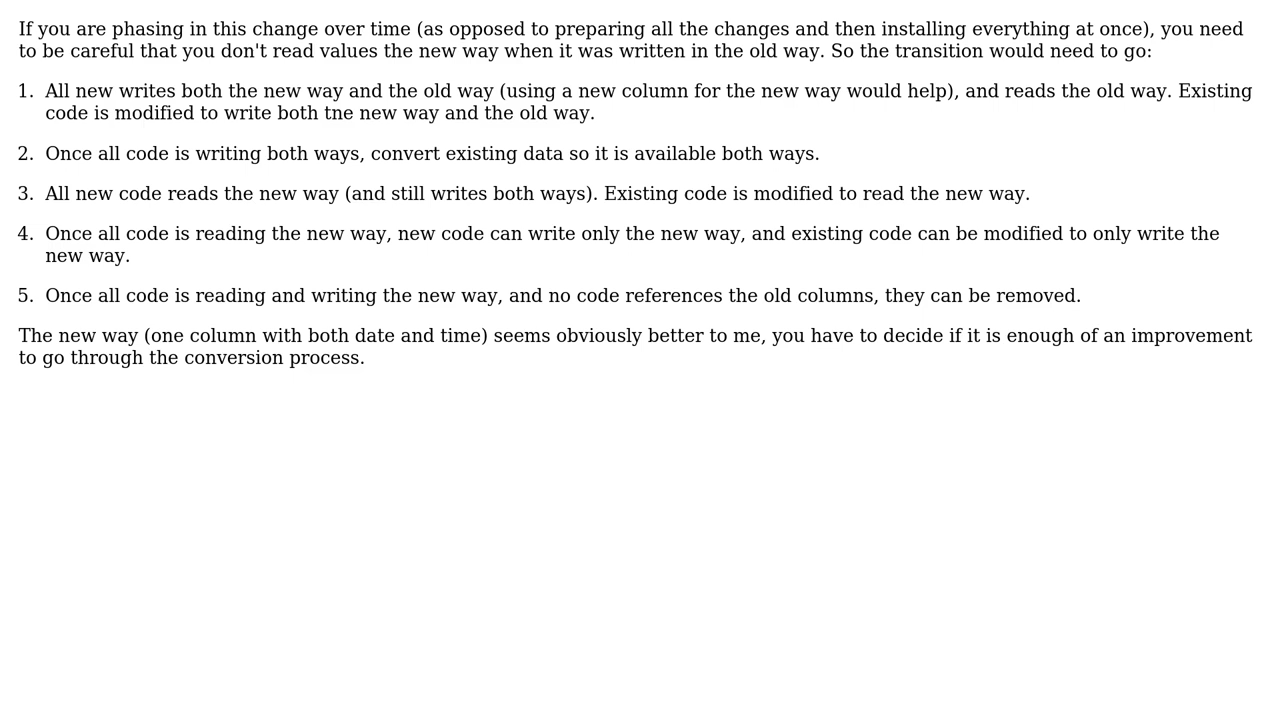 If you are phasing in this change over time (as opposed to preparing all the changes and then installing everything at once), you need
to be careful that you don't read values the new way when it was written in the old way. So the transition would need to go:
1. All new writes both the new way and the old way (using a new column for the new way would help), and reads the old way. Existing
code is modified to write both tne new way and the old way.
2. Once all code is writing both ways, convert existing data so it is available both ways.
3. All new code reads the new way (and still writes both ways). Existing code is modified to read the new way.
4. Once all code is reading the new way, new code can write only the new way, and existing code can be modified to only write the
new way.
5. Once all code is reading and writing the new way, and no code references the old columns, they can be removed.
The new way (one column with both date and time) seems obviously better to me, you have to decide if it is enough of an improvement
to go through the conversion process.